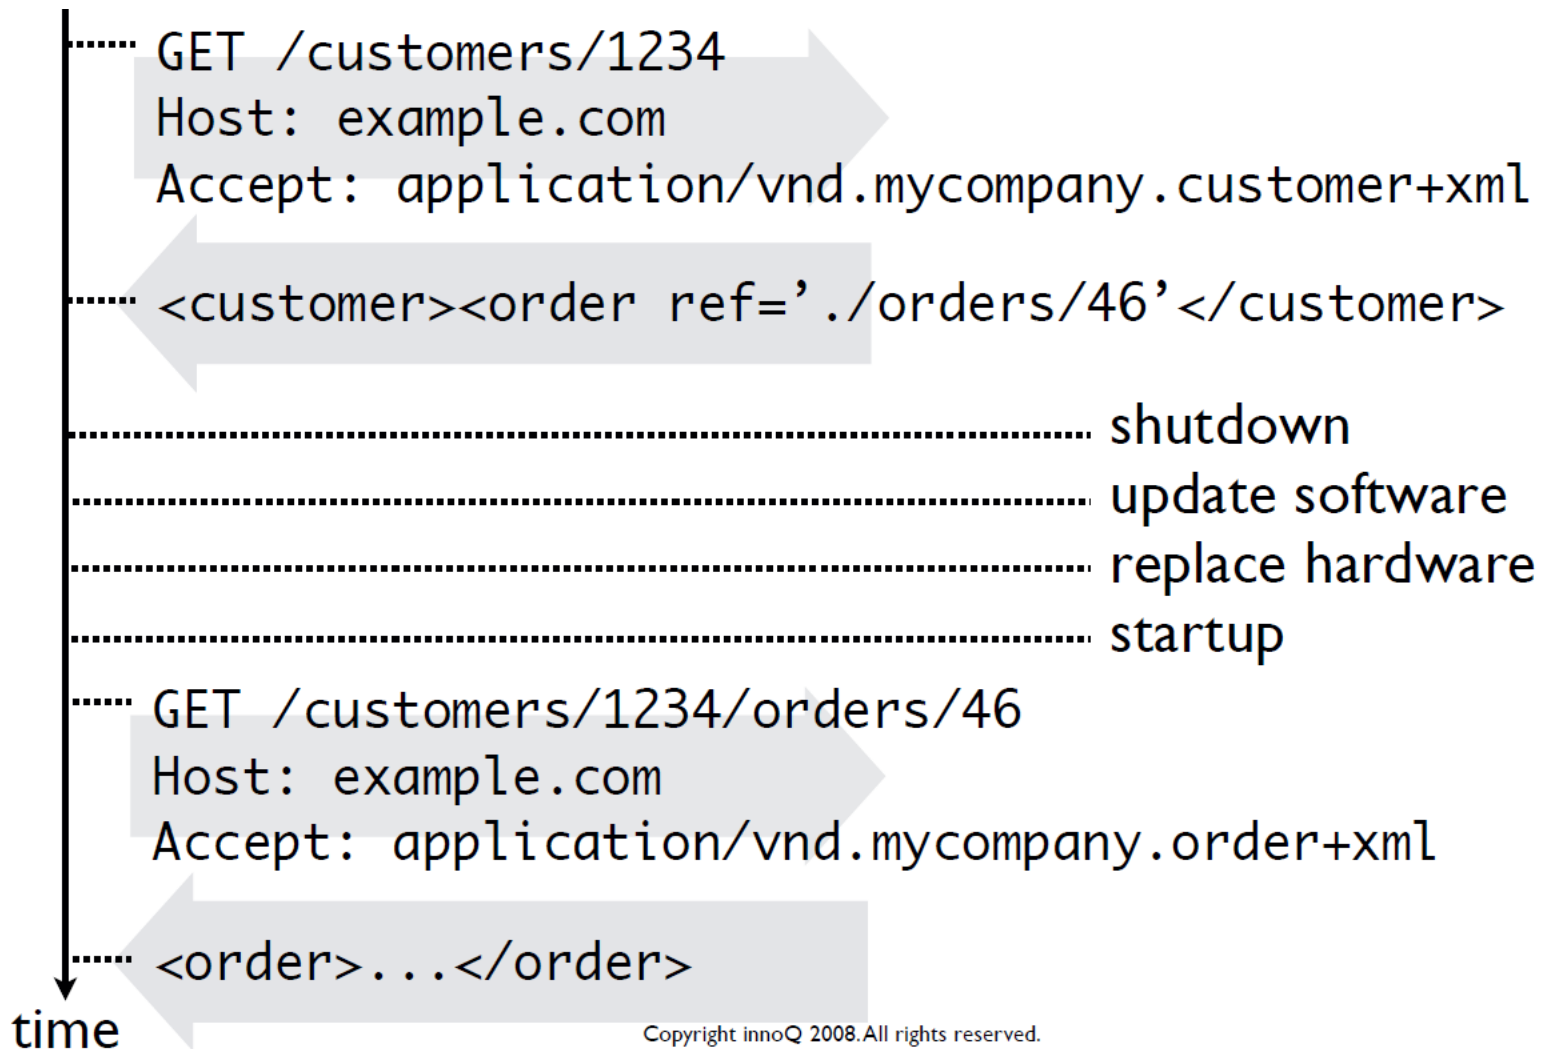 GET /customers/1234
Host: example.com
Accept: application/vnd.mycompany.customer+xml
<customer><order ref=’./orders/46’</customer>
shutdown
update software
replace hardware
startup
GET /customers/1234/orders/46
Host: example.com
Accept: application/vnd.mycompany.order+xml
<order>...</order>
time
Copyright innoQ 2008. All rights reserved.